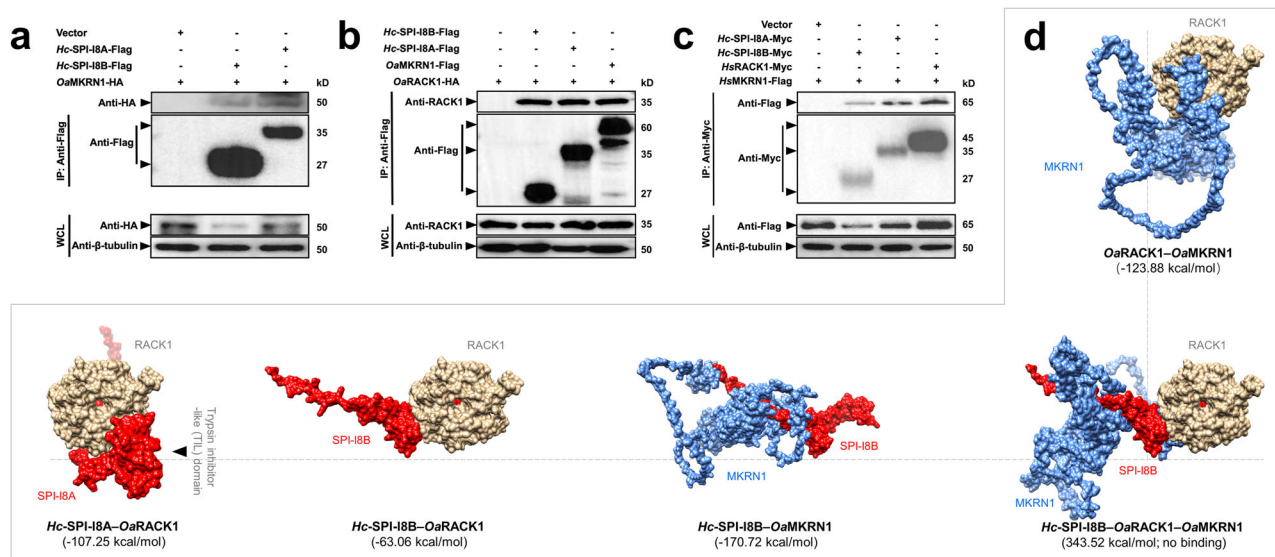 a
Vector + - -
Hc-SPI-I8A-Flag - - +
Hc-SPI-I8B-Flag - + -
OaMKRN1-HA + + + kD
IP: Anti-Flag
Anti-HA 50
Anti-Flag 35
27
WCL
Anti-HA 50
Anti-β-tubulin 50
b
Hc-SPI-I8B-Flag - + - -
Hc-SPI-I8A-Flag - - + -
OaMKRN1-Flag - - - +
OaRACK1-HA + + + + kD
IP: Anti-Flag
Anti-RACK1 35
60
Anti-Flag 35
27
WCL
Anti-RACK1 35
Anti-β-tubulin 50
c
Vector + - - -
Hc-SPI-I8A-Myc - - + -
Hc-SPI-I8B-Myc - + - -
HsRACK1-Myc - - - +
HsMKRN1-Flag + + + + kD
IP: Anti-Myc
Anti-Flag 65
45
Anti-Myc 35
27
WCL
Anti-Flag 65
Anti-β-tubulin 50
d
RACK1
MKRN1
OaRACK1–OaMKRN1
(-123.88 kcal/mol)
RACK1
SPI-I8A
Trypsin inhibitor
-like (TIL) domain
Hc-SPI-I8A–OaRACK1
(-107.25 kcal/mol)
RACK1
SPI-I8B
Hc-SPI-I8B–OaRACK1
(-63.06 kcal/mol)
SPI-I8B
MKRN1
Hc-SPI-I8B–OaMKRN1
(-170.72 kcal/mol)
RACK1
SPI-I8B
MKRN1
Hc-SPI-I8B–OaRACK1–OaMKRN1
(343.52 kcal/mol; no binding)